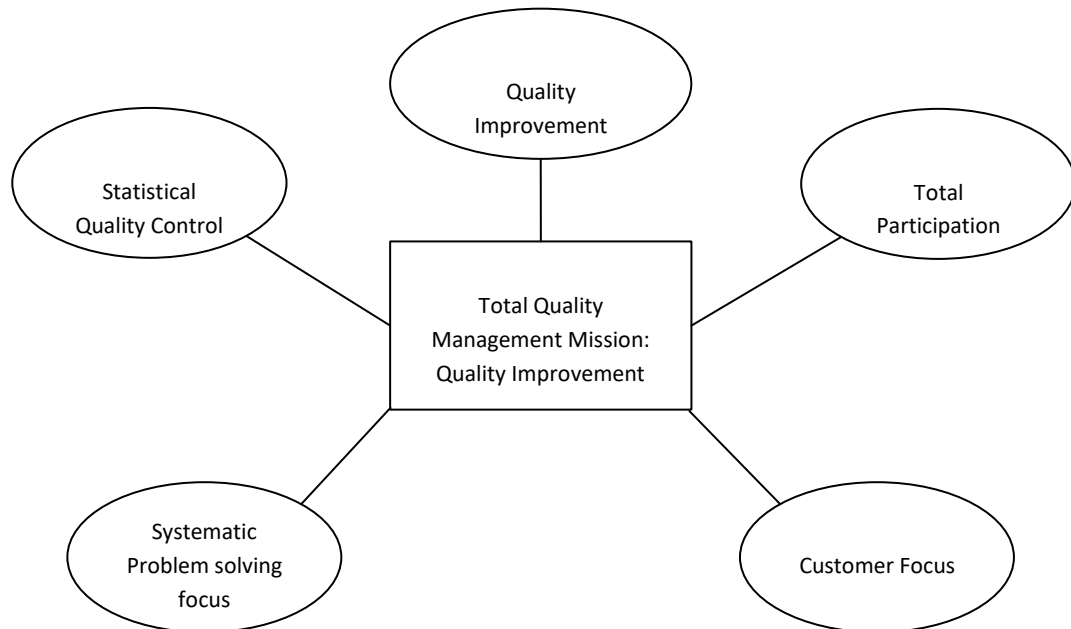 Quality
Improvement
Statistical
Quality Control
Total
Participation
Total Quality
Management Mission:
Quality Improvement
Systematic
Problem solving
focus
Customer Focus